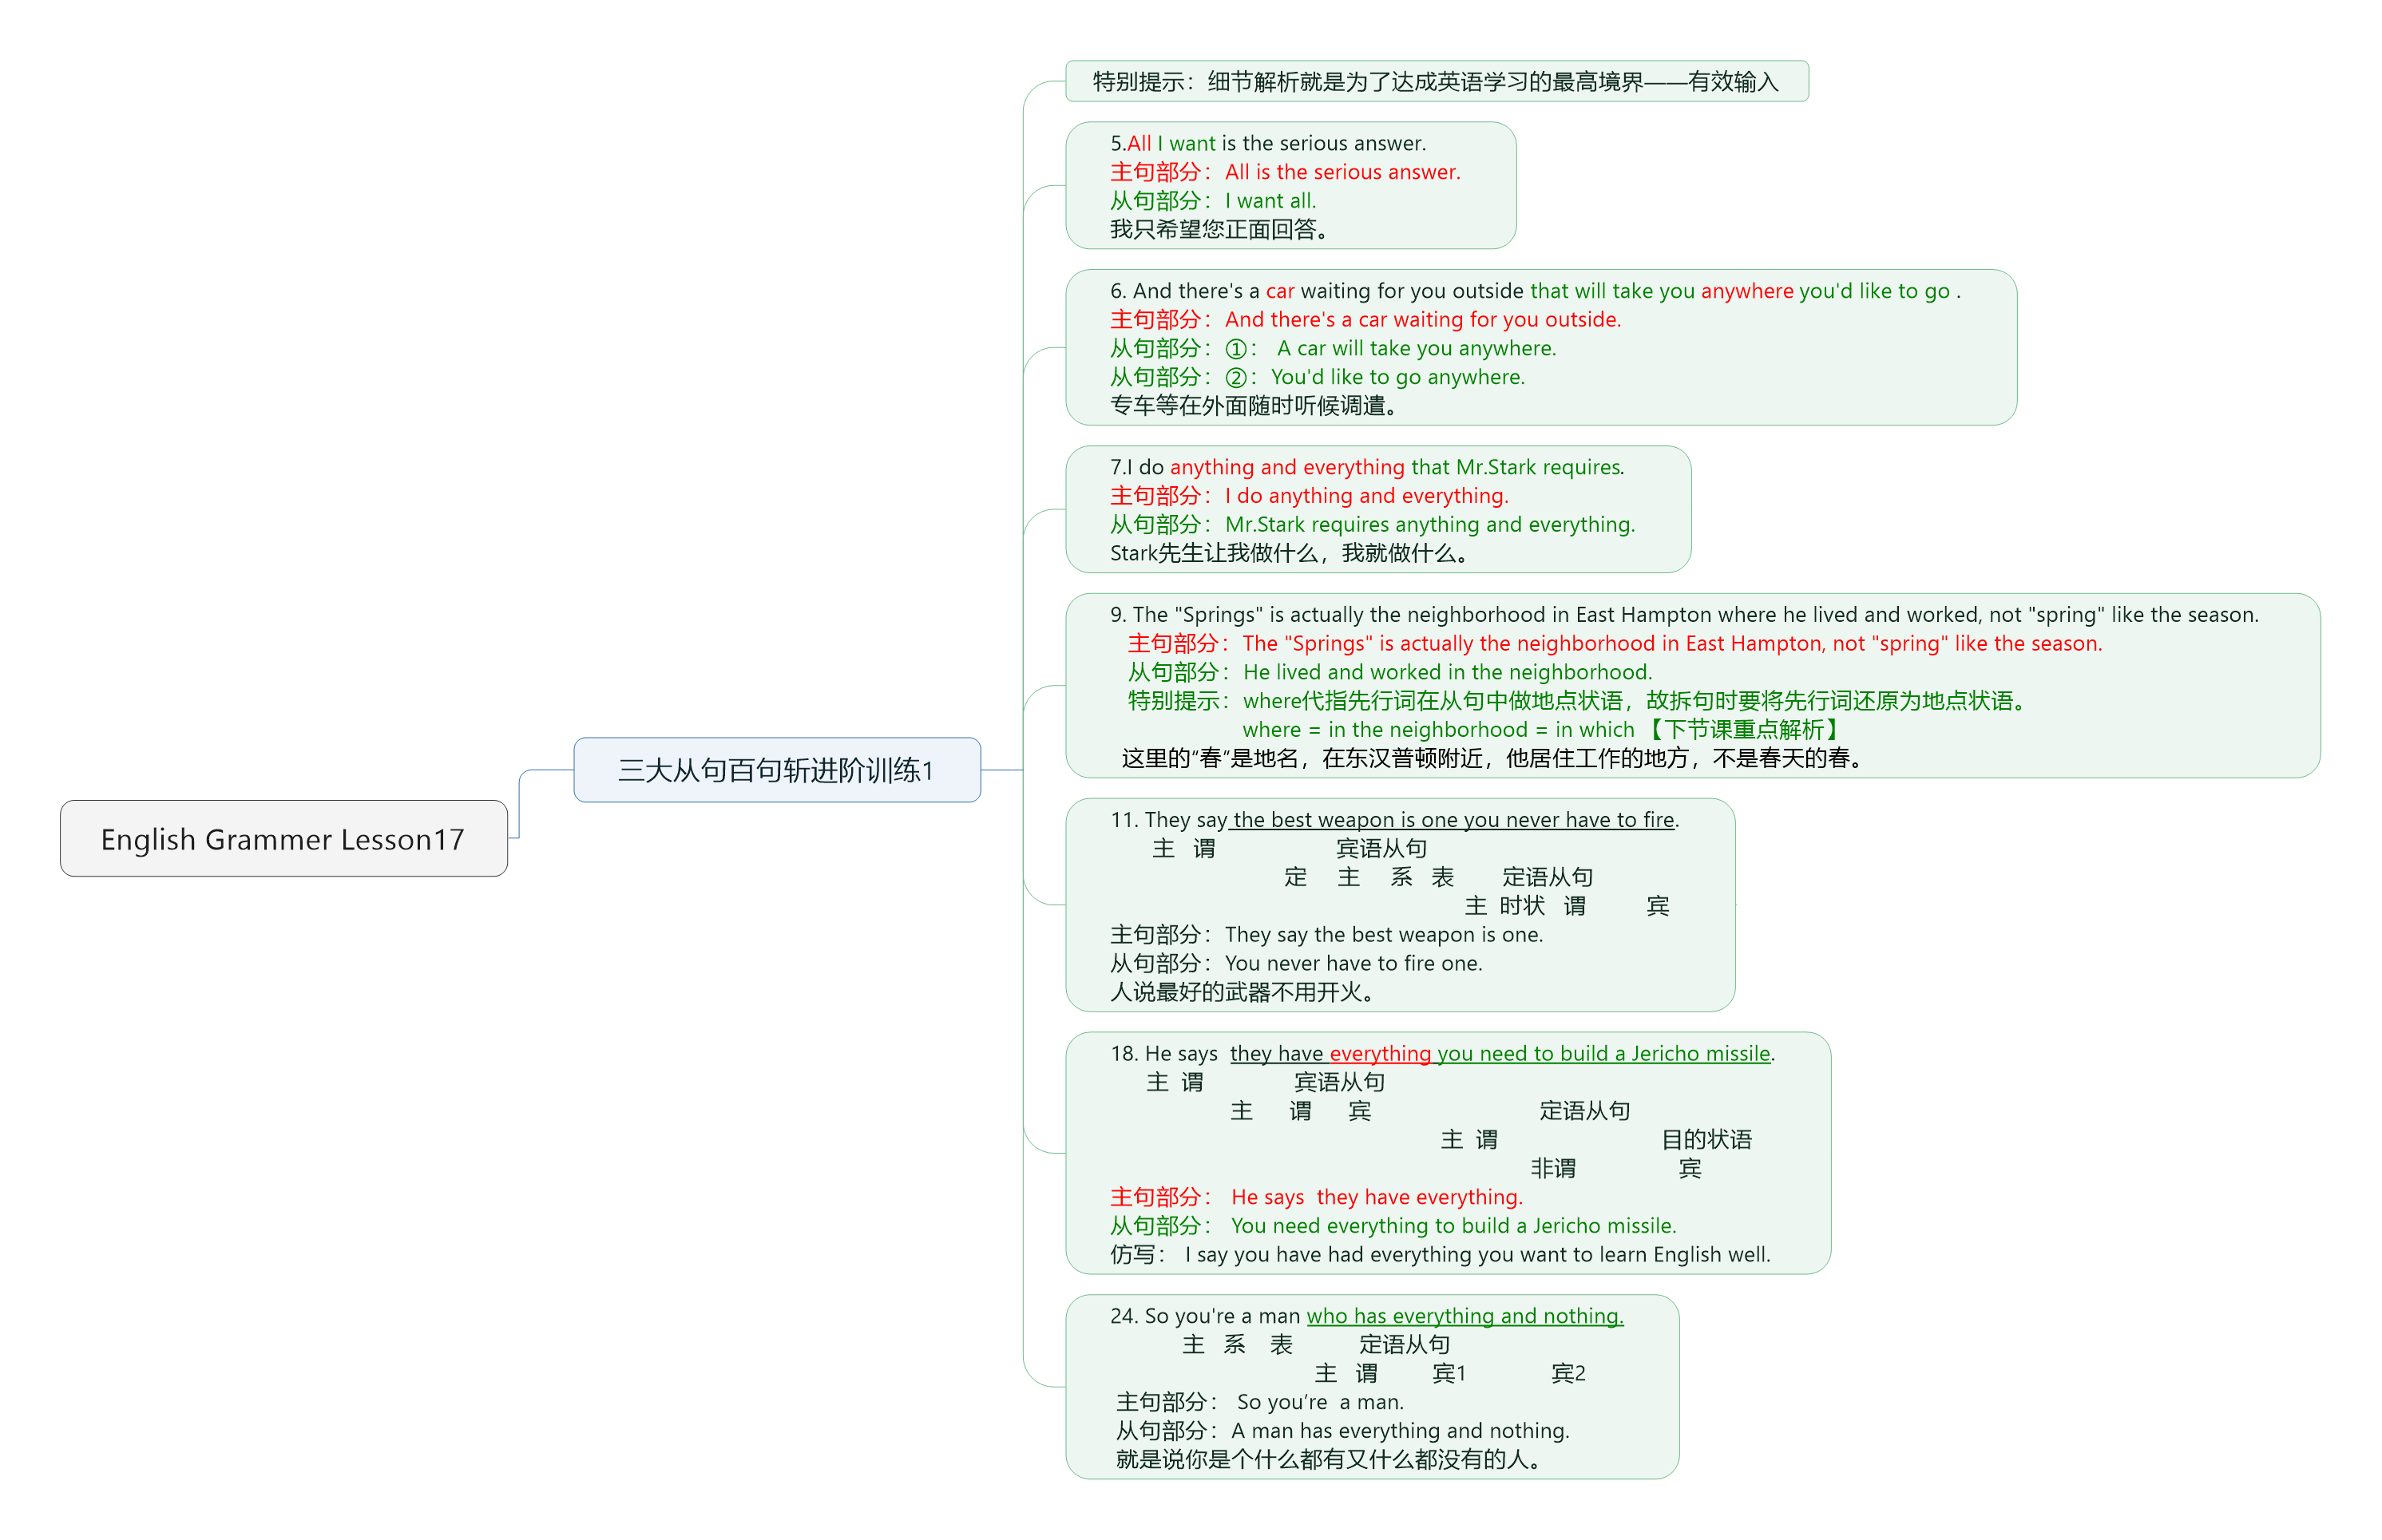 English Grammer Lesson17
三大从句百句斩进阶训练1
特别提示：细节解析就是为了达成英语学习的最高境界——有效输入
5.All I want is the serious answer.
主句部分：All is the serious answer.
从句部分：I want all.
我只希望您正面回答。
6. And there's a car waiting for you outside that will take you anywhere you'd like to go .
主句部分：And there's a car waiting for you outside.
从句部分：①： A car will take you anywhere.
从句部分：②：You'd like to go anywhere.
专车等在外面随时听候调遣。
7.I do anything and everything that Mr.Stark requires.
主句部分：I do anything and everything.
从句部分：Mr.Stark requires anything and everything.
Stark先生让我做什么，我就做什么。
9. The "Springs" is actually the neighborhood in East Hampton where he lived and worked, not "spring" like the season.
主句部分：The "Springs" is actually the neighborhood in East Hampton, not "spring" like the season.
从句部分：He lived and worked in the neighborhood.
特别提示：where代指先行词在从句中做地点状语，故拆句时要将先行词还原为地点状语。
where = in the neighborhood = in which 【下节课重点解析】
这里的“春”是地名，在东汉普顿附近，他居住工作的地方，不是春天的春。
11. They say the best weapon is one you never have to fire.
主 谓 宾语从句
定 主 系 表 定语从句
主 时状 谓 宾
主句部分：They say the best weapon is one.
从句部分：You never have to fire one.
人说最好的武器不用开火。
18. He says they have everything you need to build a Jericho missile.
主 谓 宾语从句
主 谓 宾 定语从句
主 谓 目的状语
非谓 宾
主句部分： He says they have everything.
从句部分： You need everything to build a Jericho missile.
仿写： I say you have had everything you want to learn English well.
24. So you're a man who has everything and nothing.
主 系 表 定语从句
主 谓 宾1 宾2
主句部分： So you’re a man.
从句部分：A man has everything and nothing.
就是说你是个什么都有又什么都没有的人。